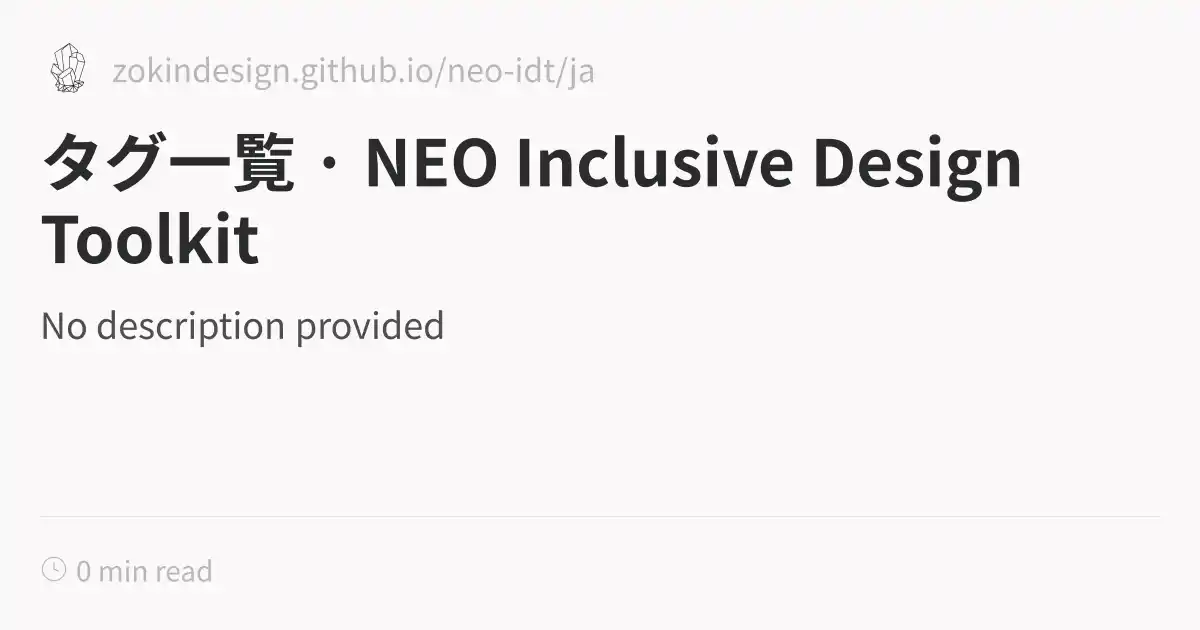 zokindesign.github.io/neo-idt/ja
タグ一覧 · NEO Inclusive Design
Toolkit
No description provided
0 min read